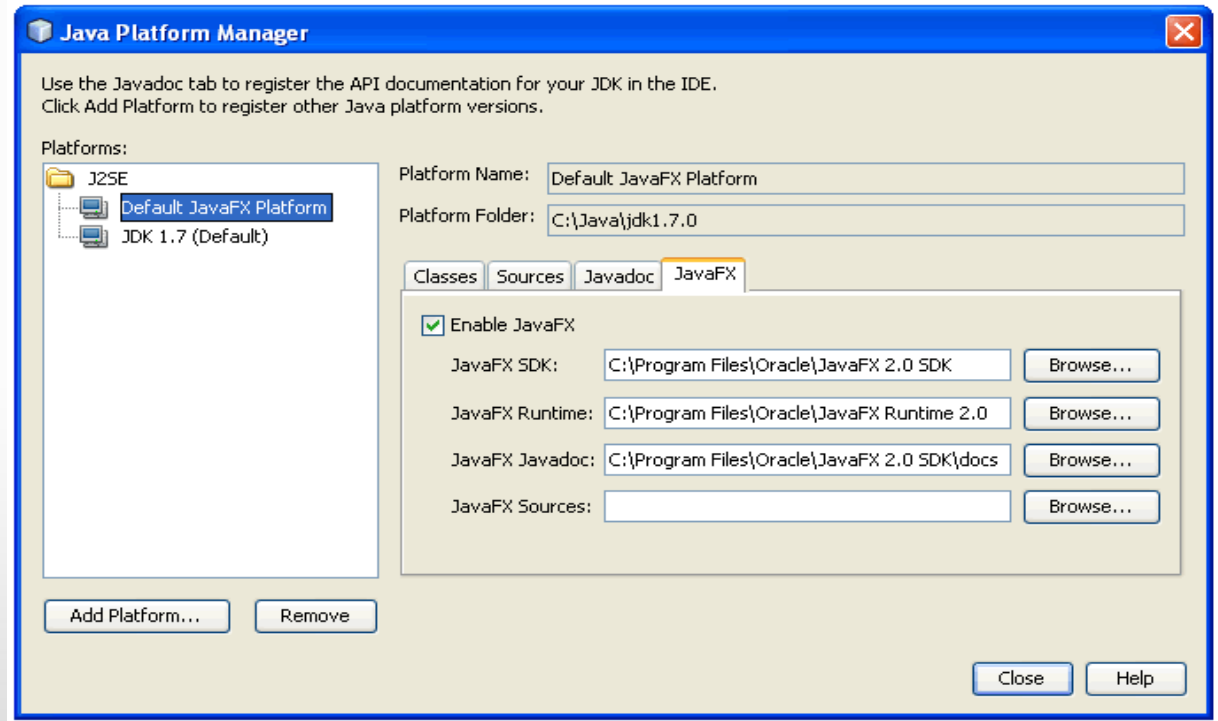 Java Platform Manager
Use the Javadoc tab to register the API documentation for your JDK in the IDE.
Click Add Platform to register other Java platform versions.
Platforms:
J2SE
Default JavaFX Platform
JDK 1.7 (Default)
Platform Name: Default JavaFX Platform
Platform Folder: C:\Java\jdk1.7.0
Classes Sources Javadoc JavaFX
Enable JavaFX
JavaFX SDK: C:\Program Files\Oracle\JavaFX 2.0 SDK Browse...
JavaFX Runtime: C:\Program Files\Oracle\JavaFX Runtime 2.0 Browse...
JavaFX Javadoc: C:\Program Files\Oracle\JavaFX 2.0 SDK\docs Browse...
JavaFX Sources: Browse...
Add Platform... Remove
Close Help